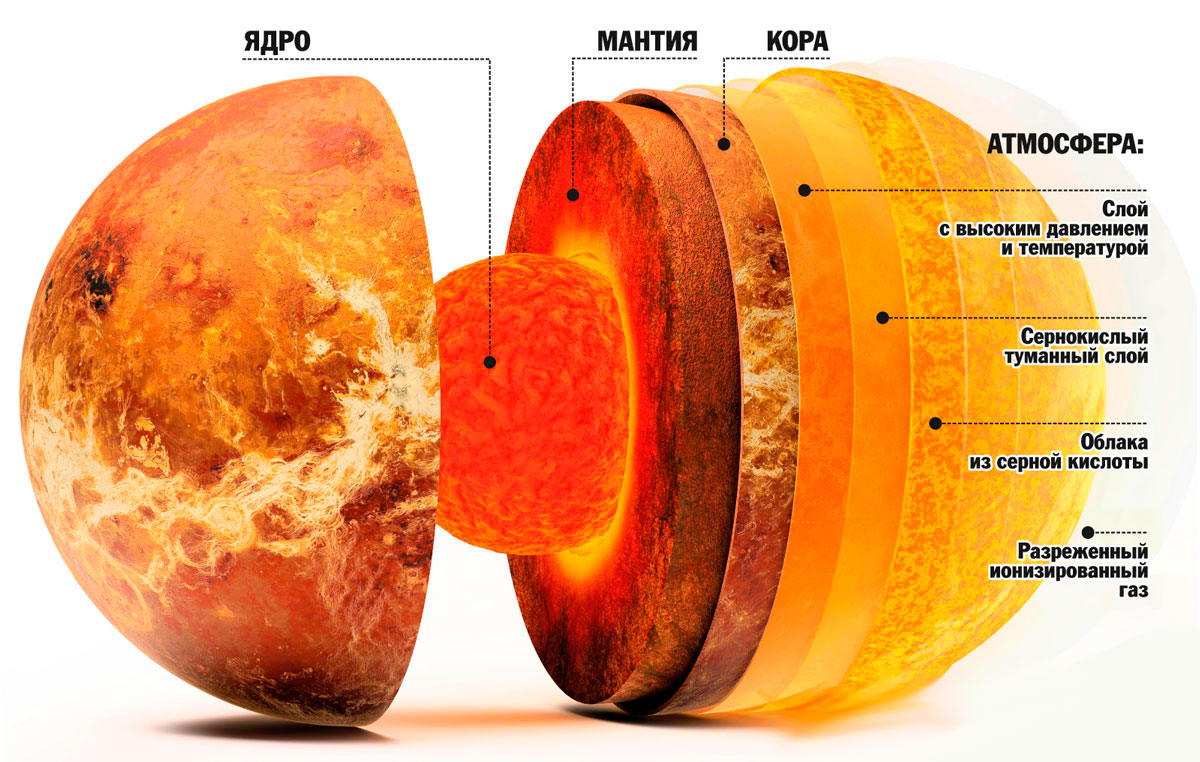 ЯДРО
МАНТИЯ
КОРА
АТМОСФЕРА:
Слой
с высоким давлением
и температурой
Сернокислый
туманный слой
Облака
из серной кислоты
Разреженный
ионизированный
газ